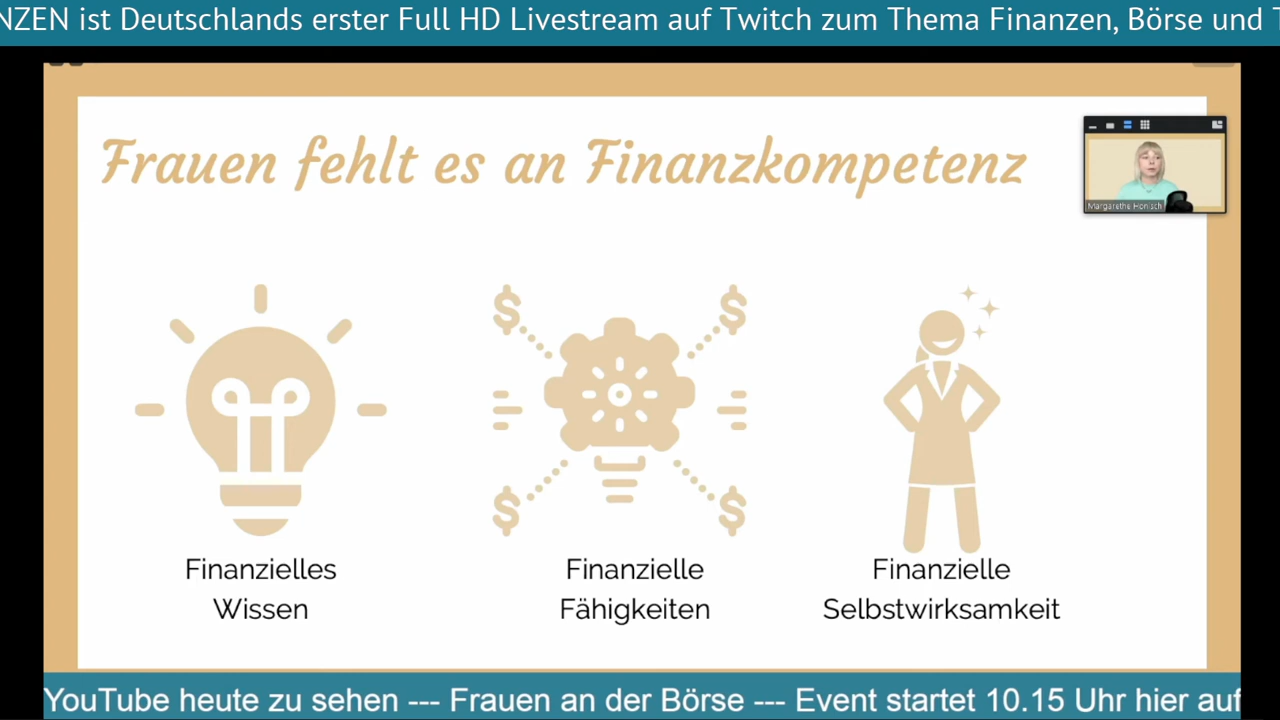 NZEN ist Deutschlands erster Full HD Livestream auf Twitch zum Thema Finanzen, Börse und T
Frauen fehlt es an Finanzkompetenz
Margarethe Honisch
Finanzielles
Wissen
Finanzielle
Fähigkeiten
Finanzielle
Selbstwirksamkeit
YouTube heute zu sehen --- Frauen an der Börse --- Event startet 10.15 Uhr hier auf